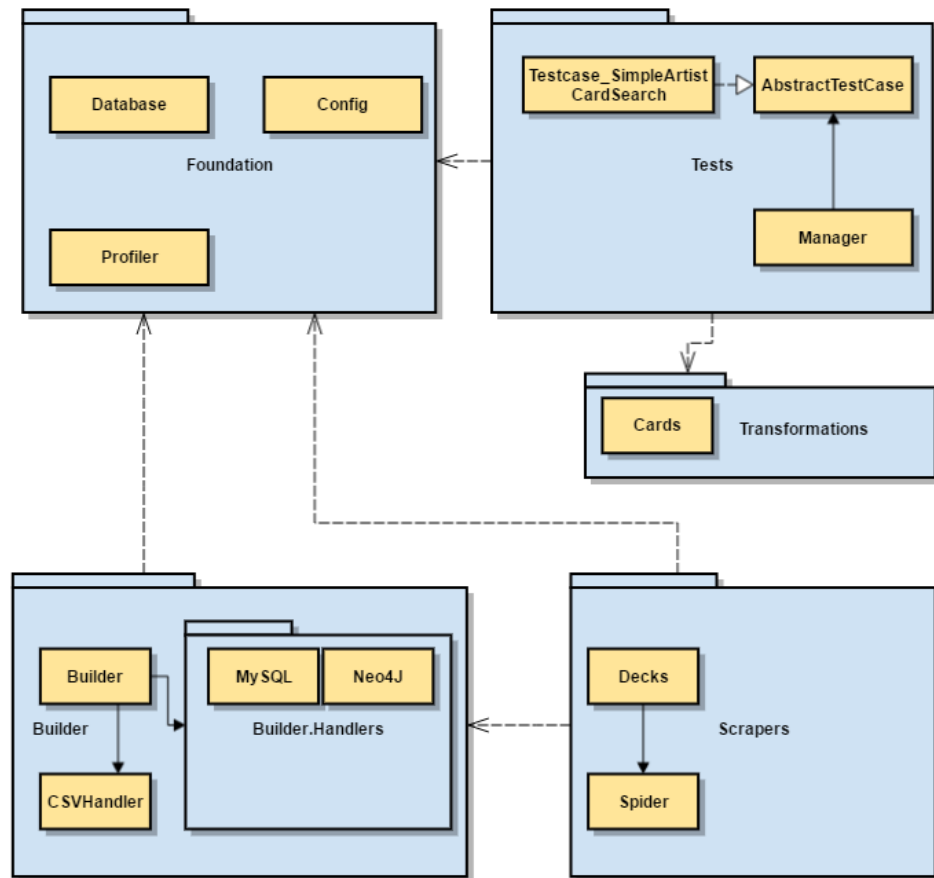 Database
Config
Foundation
Profiler
Testcase_SimpleArtist
CardSearch
AbstractTestCase
Tests
Manager
Cards
Transformations
Builder
MySQL
Neo4J
Builder
Builder.Handlers
CSVHandler
Decks
Scrapers
Spider